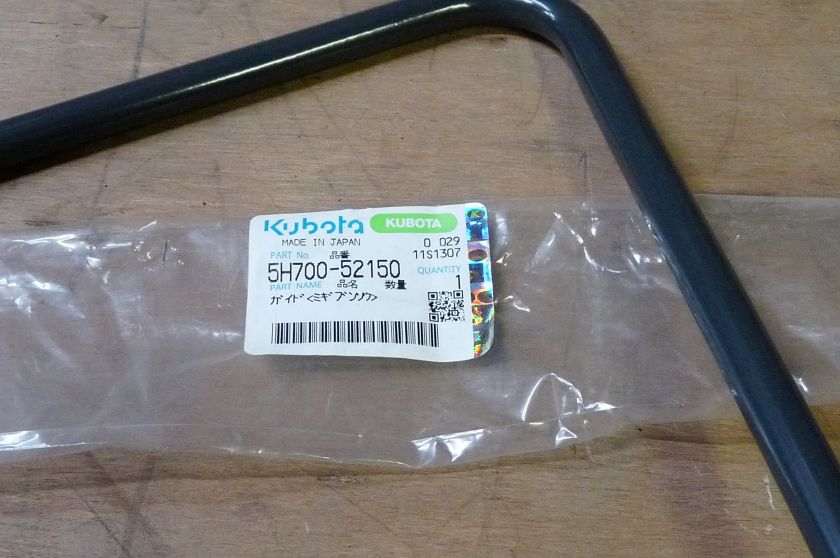 Kubota KUBOTA
MADE IN JAPAN 0 029
PART No. 品番 11S1307
5H700-52150 QUANTITY
PART NAME 品名 数量 1
ガイド<ミギブンソウ>